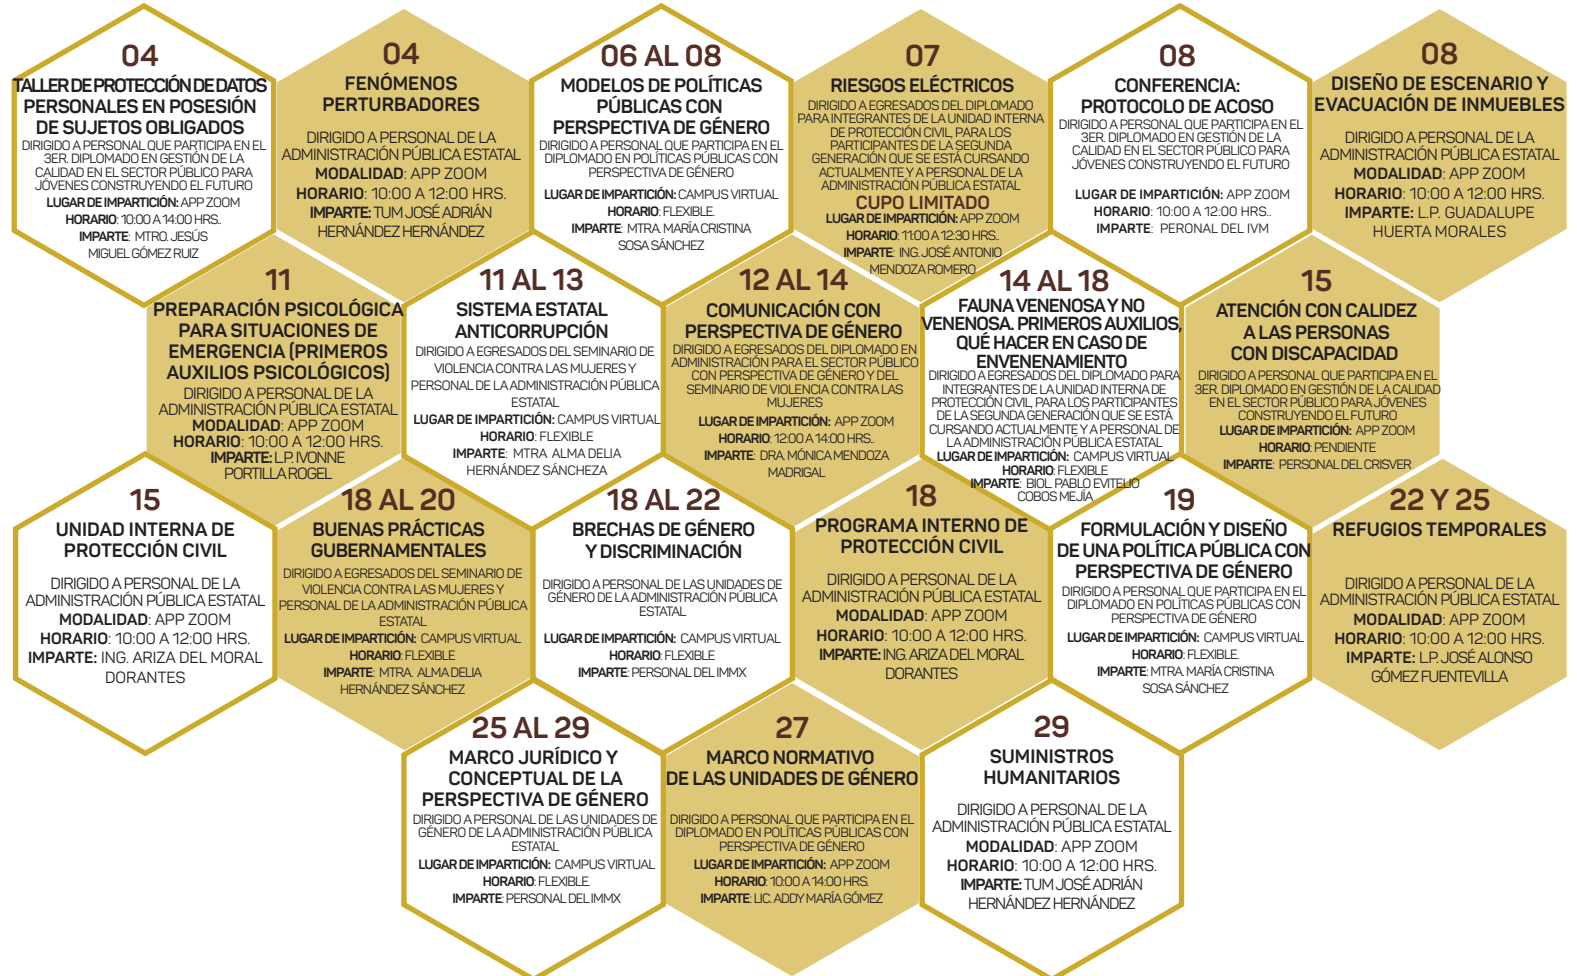 04
TALLER DE PROTECCIÓN DE DATOS
PERSONALES EN POSESIÓN
DE SUJETOS OBLIGADOS
DIRIGIDO A PERSONAL QUE PARTICIPA EN EL
3ER. DIPLOMADO EN GESTIÓN DE LA
CALIDAD EN EL SECTOR PÚBLICO PARA
JÓVENES CONSTRUYENDO EL FUTURO
LUGAR DE IMPARTICIÓN: APP ZOOM
HORARIO: 10:00 A 14:00 HRS..
IMPARTE: MTRO. JESÚS
MIGUEL GÓMEZ RUIZ
04
FENÓMENOS
PERTURBADORES
DIRIGIDO A PERSONAL DE LA
ADMINISTRACIÓN PÚBLICA ESTATAL
MODALIDAD: APP ZOOM
HORARIO: 10:00 A 12:00 HRS.
IMPARTE: TUM JOSÉ ADRIÁN
HERNÁNDEZ HERNÁNDEZ
06 AL 08
MODELOS DE POLÍTICAS
PÚBLICAS CON
PERSPECTIVA DE GÉNERO
DIRIGIDO A PERSONAL QUE PARTICIPA EN EL
DIPLOMADO EN POLÍTICAS PÚBLICAS CON
PERSPECTIVA DE GÉNERO
LUGAR DE IMPARTICIÓN: CAMPUS VIRTUAL
HORARIO: FLEXIBLE.
IMPARTE: MTRA. MARÍA CRISTINA
SOSA SÁNCHEZ
07
RIESGOS ELÉCTRICOS
DIRIGIDO A EGRESADOS DEL DIPLOMADO
PARA INTEGRANTES DE LA UNIDAD INTERNA
DE PROTECCIÓN CIVIL, PARA LOS
PARTICIPANTES DE LA SEGUNDA
GENERACIÓN QUE SE ESTÁ CURSANDO
ACTUALMENTE Y A PERSONAL DE LA
ADMINISTRACIÓN PÚBLICA ESTATAL
CUPO LIMITADO
LUGAR DE IMPARTICIÓN: APP ZOOM
HORARIO: 11:00 A 12:30 HRS..
IMPARTE: ING. JOSÉ ANTONIO
MENDOZA ROMERO
08
CONFERENCIA:
PROTOCOLO DE ACOSO
DIRIGIDO A PERSONAL QUE PARTICIPA EN EL
3ER. DIPLOMADO EN GESTIÓN DE LA
CALIDAD EN EL SECTOR PÚBLICO PARA
JÓVENES CONSTRUYENDO EL FUTURO
LUGAR DE IMPARTICIÓN: APP ZOOM
HORARIO: 10:00 A 12:00 HRS..
IMPARTE: PERONAL DEL IVM
08
DISEÑO DE ESCENARIO Y
EVACUACIÓN DE INMUEBLES
DIRIGIDO A PERSONAL DE LA
ADMINISTRACIÓN PÚBLICA ESTATAL
MODALIDAD: APP ZOOM
HORARIO: 10:00 A 12:00 HRS.
IMPARTE: L.P. GUADALUPE
HUERTA MORALES
11
PREPARACIÓN PSICOLÓGICA
PARA SITUACIONES DE
EMERGENCIA (PRIMEROS
AUXILIOS PSICOLÓGICOS)
DIRIGIDO A PERSONAL DE LA
ADMINISTRACIÓN PÚBLICA ESTATAL
MODALIDAD: APP ZOOM
HORARIO: 10:00 A 12:00 HRS.
IMPARTE: L.P. IVONNE
PORTILLA ROGEL
11 AL 13
SISTEMA ESTATAL
ANTICORRUPCIÓN
DIRIGIDO A EGRESADOS DEL SEMINARIO DE
VIOLENCIA CONTRA LAS MUJERES Y
PERSONAL DE LA ADMINISTRACIÓN PÚBLICA
ESTATAL
LUGAR DE IMPARTICIÓN: CAMPUS VIRTUAL
HORARIO: FLEXIBLE
IMPARTE: MTRA. ALMA DELIA
HERNÁNDEZ SÁNCHEZA
12 AL 14
COMUNICACIÓN CON
PERSPECTIVA DE GÉNERO
DIRIGIDO A EGRESADOS DEL DIPLOMADO EN
ADMINISTRACIÓN PARA EL SECTOR PÚBLICO
CON PERSPECTIVA DE GÉNERO Y DEL
SEMINARIO DE VIOLENCIA CONTRA LAS
MUJERES
LUGAR DE IMPARTICIÓN: APP ZOOM
HORARIO: 12:00 A 14:00 HRS..
IMPARTE: DRA. MÓNICA MENDOZA
MADRIGAL
14 AL 18
FAUNA VENENOSA Y NO
VENENOSA. PRIMEROS AUXILIOS,
QUÉ HACER EN CASO DE
ENVENENAMIENTO
DIRIGIDO A EGRESADOS DEL DIPLOMADO PARA
INTEGRANTES DE LA UNIDAD INTERNA DE
PROTECCIÓN CIVIL, PARA LOS PARTICIPANTES
DE LA SEGUNDA GENERACIÓN QUE SE ESTÁ
CURSANDO ACTUALMENTE Y A PERSONAL DE
LA ADMINISTRACIÓN PÚBLICA ESTATAL
LUGAR DE IMPARTICIÓN: CAMPUS VIRTUAL
HORARIO: FLEXIBLE
IMPARTE: BIOL. PABLO EVITELIO
COBOS MEJÍA
15
ATENCIÓN CON CALIDEZ
A LAS PERSONAS
CON DISCAPACIDAD
DIRIGIDO A PERSONAL QUE PARTICIPA EN EL
3ER. DIPLOMADO EN GESTIÓN DE LA CALIDAD
EN EL SECTOR PÚBLICO PARA JÓVENES
CONSTRUYENDO EL FUTURO
LUGAR DE IMPARTICIÓN: APP ZOOM
HORARIO: PENDIENTE
IMPARTE: PERSONAL DEL CRISVER
15
UNIDAD INTERNA DE
PROTECCIÓN CIVIL
DIRIGIDO A PERSONAL DE LA
ADMINISTRACIÓN PÚBLICA ESTATAL
MODALIDAD: APP ZOOM
HORARIO: 10:00 A 12:00 HRS.
IMPARTE: ING. ARIZA DEL MORAL
DORANTES
18 AL 20
BUENAS PRÁCTICAS
GUBERNAMENTALES
DIRIGIDO A EGRESADOS DEL SEMINARIO DE
VIOLENCIA CONTRA LAS MUJERES Y
PERSONAL DE LA ADMINISTRACIÓN PÚBLICA
ESTATAL
LUGAR DE IMPARTICIÓN: CAMPUS VIRTUAL
HORARIO: FLEXIBLE
IMPARTE: MTRA. ALMA DELIA
HERNÁNDEZ SÁNCHEZ
18 AL 22
BRECHAS DE GÉNERO
Y DISCRIMINACIÓN
DIRIGIDO A PERSONAL DE LAS UNIDADES DE
GÉNERO DE LA ADMINISTRACIÓN PÚBLICA
ESTATAL
LUGAR DE IMPARTICIÓN: CAMPUS VIRTUAL
HORARIO: FLEXIBLE
IMPARTE: PERSONAL DEL IMMX
18
PROGRAMA INTERNO DE
PROTECCIÓN CIVIL
DIRIGIDO A PERSONAL DE LA
ADMINISTRACIÓN PÚBLICA ESTATAL
MODALIDAD: APP ZOOM
HORARIO: 10:00 A 12:00 HRS.
IMPARTE: ING. ARIZA DEL MORAL
DORANTES
19
FORMULACIÓN Y DISEÑO
DE UNA POLÍTICA PÚBLICA CON
PERSPECTIVA DE GÉNERO
DIRIGIDO A PERSONAL QUE PARTICIPA EN EL
DIPLOMADO EN POLÍTICAS PÚBLICAS CON
PERSPECTIVA DE GÉNERO
LUGAR DE IMPARTICIÓN: CAMPUS VIRTUAL
HORARIO: FLEXIBLE.
IMPARTE: MTRA. MARÍA CRISTINA
SOSA SÁNCHEZ
22 Y 25
REFUGIOS TEMPORALES
DIRIGIDO A PERSONAL DE LA
ADMINISTRACIÓN PÚBLICA ESTATAL
MODALIDAD: APP ZOOM
HORARIO: 10:00 A 12:00 HRS.
IMPARTE: L.P. JOSÉ ALONSO
GÓMEZ FUENTEVILLA
25 AL 29
MARCO JURÍDICO Y
CONCEPTUAL DE LA
PERSPECTIVA DE GÉNERO
DIRIGIDO A PERSONAL DE LAS UNIDADES DE
GÉNERO DE LA ADMINISTRACIÓN PÚBLICA
ESTATAL
LUGAR DE IMPARTICIÓN: CAMPUS VIRTUAL
HORARIO: FLEXIBLE.
IMPARTE: PERSONAL DEL IMMX
27
MARCO NORMATIVO
DE LAS UNIDADES DE GÉNERO
DIRIGIDO A PERSONAL QUE PARTICIPA EN EL
DIPLOMADO EN POLÍTICAS PÚBLICAS CON
PERSPECTIVA DE GÉNERO
LUGAR DE IMPARTICIÓN: APP ZOOM
HORARIO: 10:00 A 14:00 HRS.
IMPARTE: LIC. ADDY MARÍA GÓMEZ
29
SUMINISTROS
HUMANITARIOS
DIRIGIDO A PERSONAL DE LA
ADMINISTRACIÓN PÚBLICA ESTATAL
MODALIDAD: APP ZOOM
HORARIO: 10:00 A 12:00 HRS.
IMPARTE: TUM JOSÉ ADRIÁN
HERNÁNDEZ HERNÁNDEZ